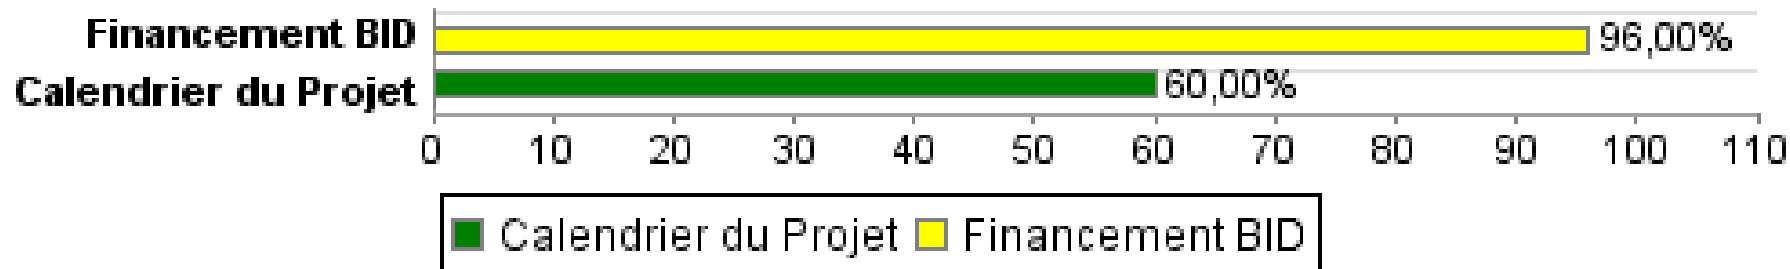 Financement BID
96,00%
Calendrier du Projet
60,00%
0 10 20 30 40 50 60 70 80 90 100 110
Calendrier du Projet Financement BID